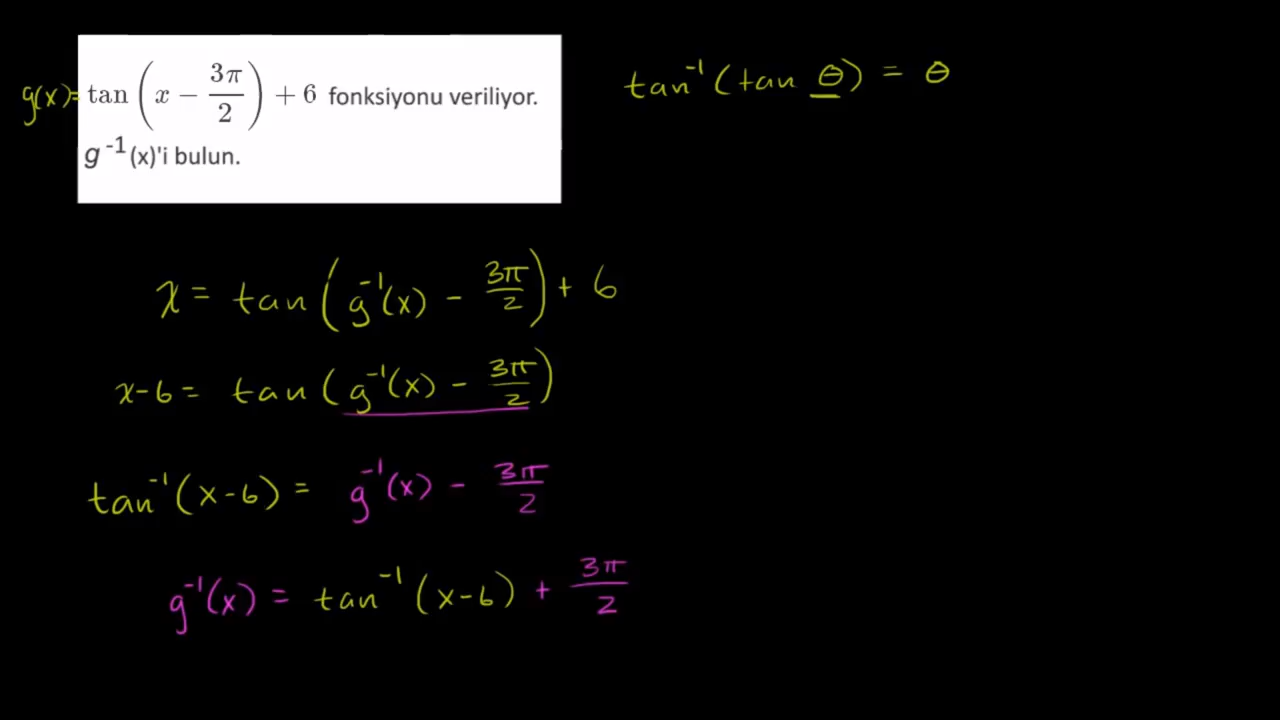 g(x)= tan(x − 3π/2) + 6 fonksiyonu veriliyor.
g⁻¹(x)'i bulun.
tan⁻¹(tan θ) = θ
x = tan(g⁻¹(x) − 3π/2) + 6
x−6 = tan(g⁻¹(x) − 3π/2)
tan⁻¹(x−6) = g⁻¹(x) − 3π/2
g⁻¹(x) = tan⁻¹(x−6) + 3π/2